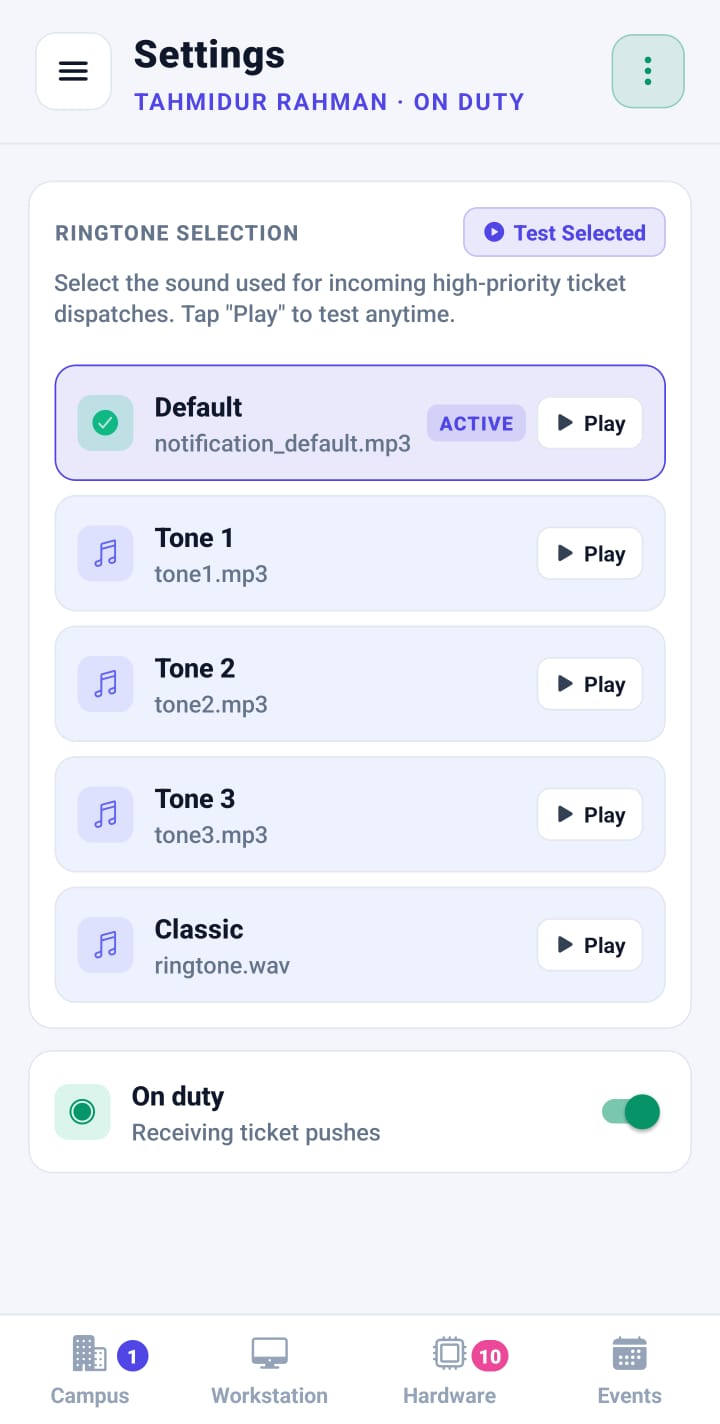 Settings
TAHMIDUR RAHMAN · ON DUTY
RINGTONE SELECTION
Test Selected
Select the sound used for incoming high-priority ticket
dispatches. Tap "Play" to test anytime.
Default
notification_default.mp3
ACTIVE
Play
Tone 1
tone1.mp3
Play
Tone 2
tone2.mp3
Play
Tone 3
tone3.mp3
Play
Classic
ringtone.wav
Play
On duty
Receiving ticket pushes
1
10
Campus
Workstation
Hardware
Events